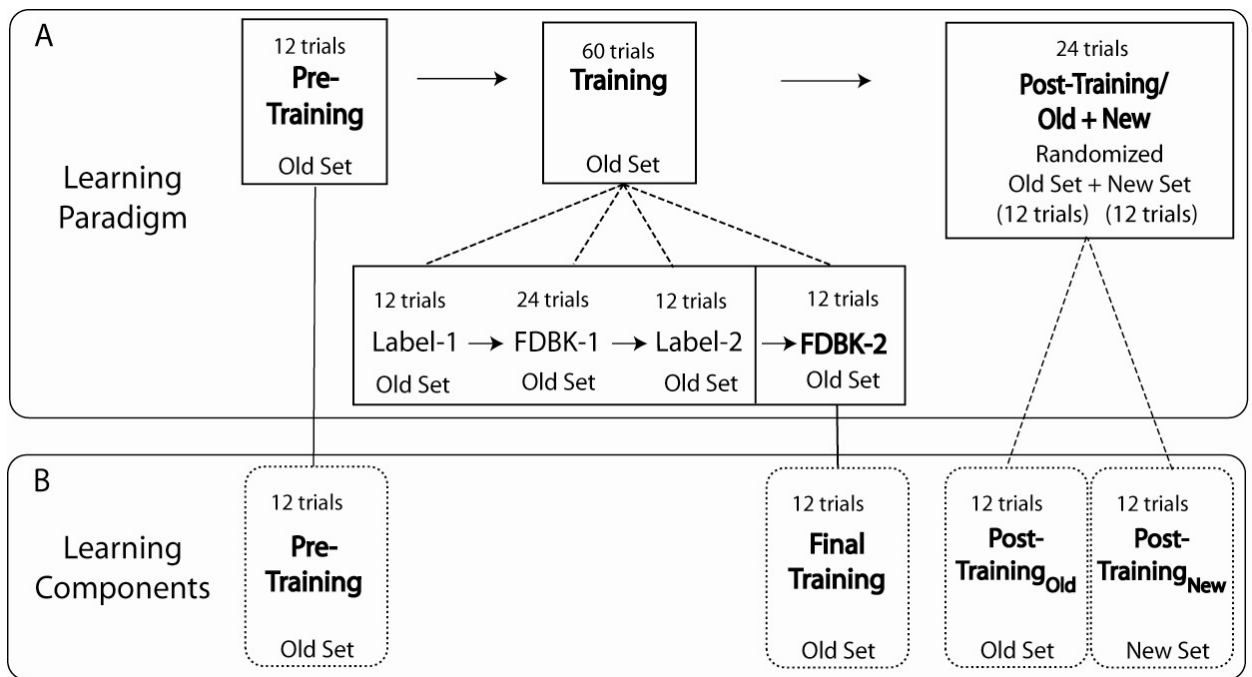 A
Learning
Paradigm
12 trials
Pre-
Training
Old Set
60 trials
Training
Old Set
24 trials
Post-Training/
Old + New
Randomized
Old Set + New Set
(12 trials) (12 trials)
12 trials
Label-1
Old Set
24 trials
FDBK-1
Old Set
12 trials
Label-2
Old Set
12 trials
FDBK-2
Old Set
B
Learning
Components
12 trials
Pre-
Training
Old Set
12 trials
Final
Training
Old Set
12 trials
Post-
TrainingOld
Old Set
12 trials
Post-
TrainingNew
New Set